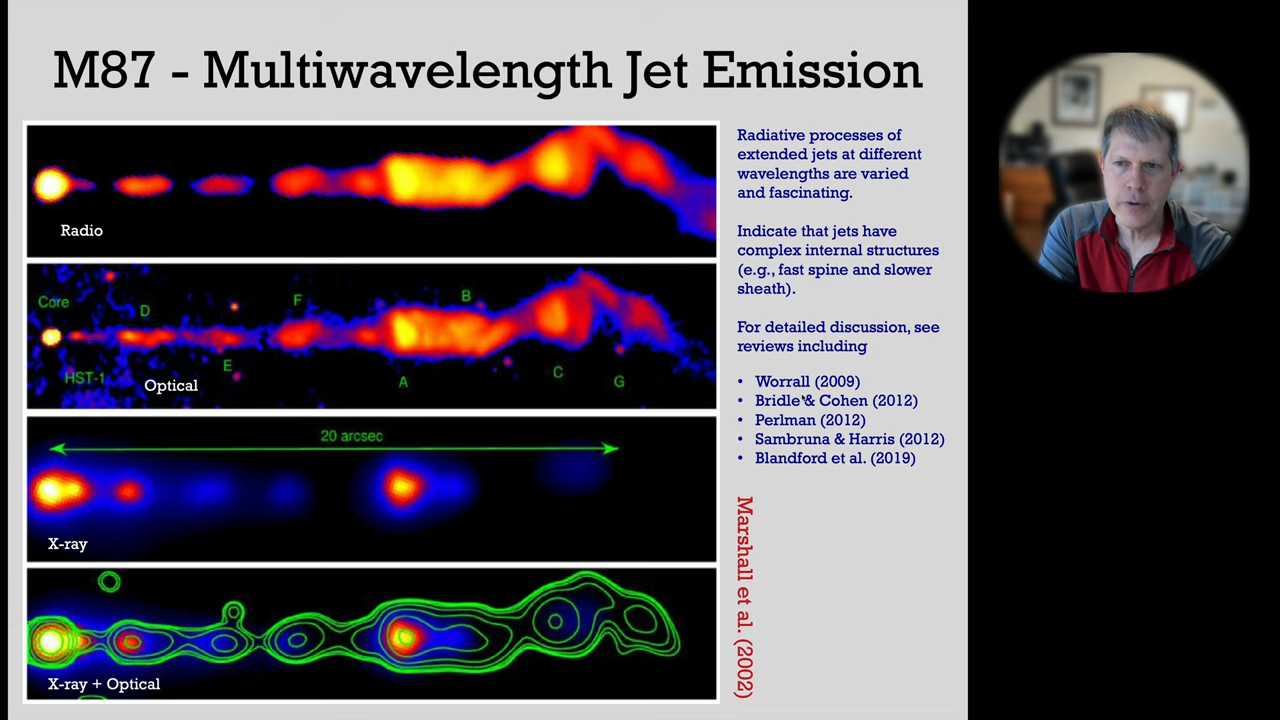 M87 - Multiwavelength Jet Emission
Radio
Core
D
F
B
HST-1
E
A
C
G
Optical
20 arcsec
X-ray
X-ray + Optical
Radiative processes of
extended jets at different
wavelengths are varied
and fascinating.
Indicate that jets have
complex internal structures
(e.g., fast spine and slower
sheath).
For detailed discussion, see
reviews including
• Worrall (2009)
• Bridle & Cohen (2012)
• Perlman (2012)
• Sambruna & Harris (2012)
• Blandford et al. (2019)
Marshall et al. (2002)